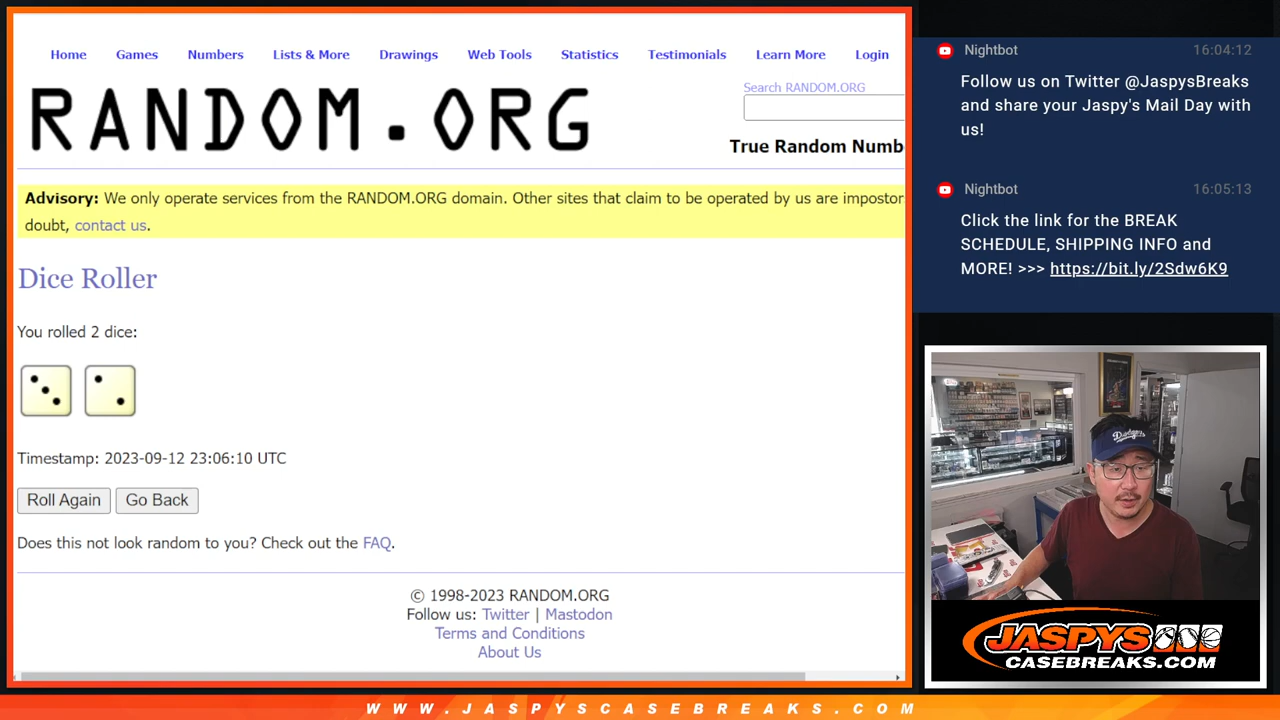 Home Games Numbers Lists & More Drawings Web Tools Statistics Testimonials Learn More Login
RANDOM.ORG
Search RANDOM.ORG
True Random Numb
Advisory: We only operate services from the RANDOM.ORG domain. Other sites that claim to be operated by us are impostor
doubt, contact us.
Dice Roller
You rolled 2 dice:
Timestamp: 2023-09-12 23:06:10 UTC
Roll Again Go Back
Does this not look random to you? Check out the FAQ.
© 1998-2023 RANDOM.ORG
Follow us: Twitter | Mastodon
Terms and Conditions
About Us
Nightbot 16:04:12
Follow us on Twitter @JaspysBreaks
and share your Jaspy's Mail Day with
us!
Nightbot 16:05:13
Click the link for the BREAK
SCHEDULE, SHIPPING INFO and
MORE! >>> https://bit.ly/2Sdw6K9
Dodgers
JASPYS
CASEBREAKS.COM
WWW.JASPYSCASEBREAKS.COM